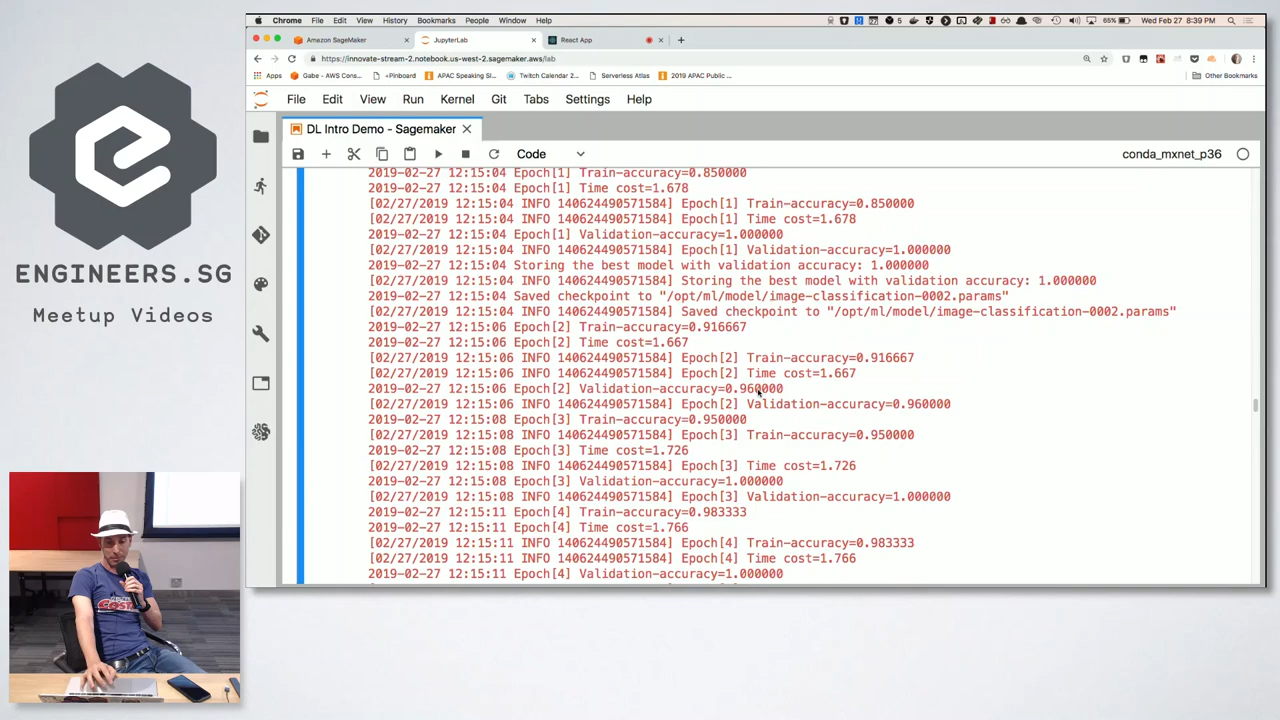 ENGINEERS.SG
Meetup Videos
Chrome File Edit View History Bookmarks People Window Help
5
65%
Wed Feb 27 8:39 PM
Amazon SageMaker
JupyterLab
React App
https://innovate-stream-2.notebook.us-west-2.sagemaker.aws/lab
Apps Gabe - AWS Cons... +Pinboard APAC Speaking Sl... Twitch Calendar 2... Serverless Atlas 2019 APAC Public ... Other Bookmarks
File Edit View Run Kernel Git Tabs Settings Help
DL Intro Demo - Sagemaker
Code
conda_mxnet_p36
2019-02-27 12:15:04 Epoch[1] Train-accuracy=0.850000
2019-02-27 12:15:04 Epoch[1] Time cost=1.678
[02/27/2019 12:15:04 INFO 140624490571584] Epoch[1] Train-accuracy=0.850000
[02/27/2019 12:15:04 INFO 140624490571584] Epoch[1] Time cost=1.678
2019-02-27 12:15:04 Epoch[1] Validation-accuracy=1.000000
[02/27/2019 12:15:04 INFO 140624490571584] Epoch[1] Validation-accuracy=1.000000
2019-02-27 12:15:04 Storing the best model with validation accuracy: 1.000000
[02/27/2019 12:15:04 INFO 140624490571584] Storing the best model with validation accuracy: 1.000000
2019-02-27 12:15:04 Saved checkpoint to "/opt/ml/model/image-classification-0002.params"
[02/27/2019 12:15:04 INFO 140624490571584] Saved checkpoint to "/opt/ml/model/image-classification-0002.params"
2019-02-27 12:15:06 Epoch[2] Train-accuracy=0.916667
2019-02-27 12:15:06 Epoch[2] Time cost=1.667
[02/27/2019 12:15:06 INFO 140624490571584] Epoch[2] Train-accuracy=0.916667
[02/27/2019 12:15:06 INFO 140624490571584] Epoch[2] Time cost=1.667
2019-02-27 12:15:06 Epoch[2] Validation-accuracy=0.960000
[02/27/2019 12:15:06 INFO 140624490571584] Epoch[2] Validation-accuracy=0.960000
2019-02-27 12:15:08 Epoch[3] Train-accuracy=0.950000
[02/27/2019 12:15:08 INFO 140624490571584] Epoch[3] Train-accuracy=0.950000
2019-02-27 12:15:08 Epoch[3] Time cost=1.726
[02/27/2019 12:15:08 INFO 140624490571584] Epoch[3] Time cost=1.726
2019-02-27 12:15:08 Epoch[3] Validation-accuracy=1.000000
[02/27/2019 12:15:08 INFO 140624490571584] Epoch[3] Validation-accuracy=1.000000
2019-02-27 12:15:11 Epoch[4] Train-accuracy=0.983333
2019-02-27 12:15:11 Epoch[4] Time cost=1.766
[02/27/2019 12:15:11 INFO 140624490571584] Epoch[4] Train-accuracy=0.983333
[02/27/2019 12:15:11 INFO 140624490571584] Epoch[4] Time cost=1.766
2019-02-27 12:15:11 Epoch[4] Validation-accuracy=1.000000